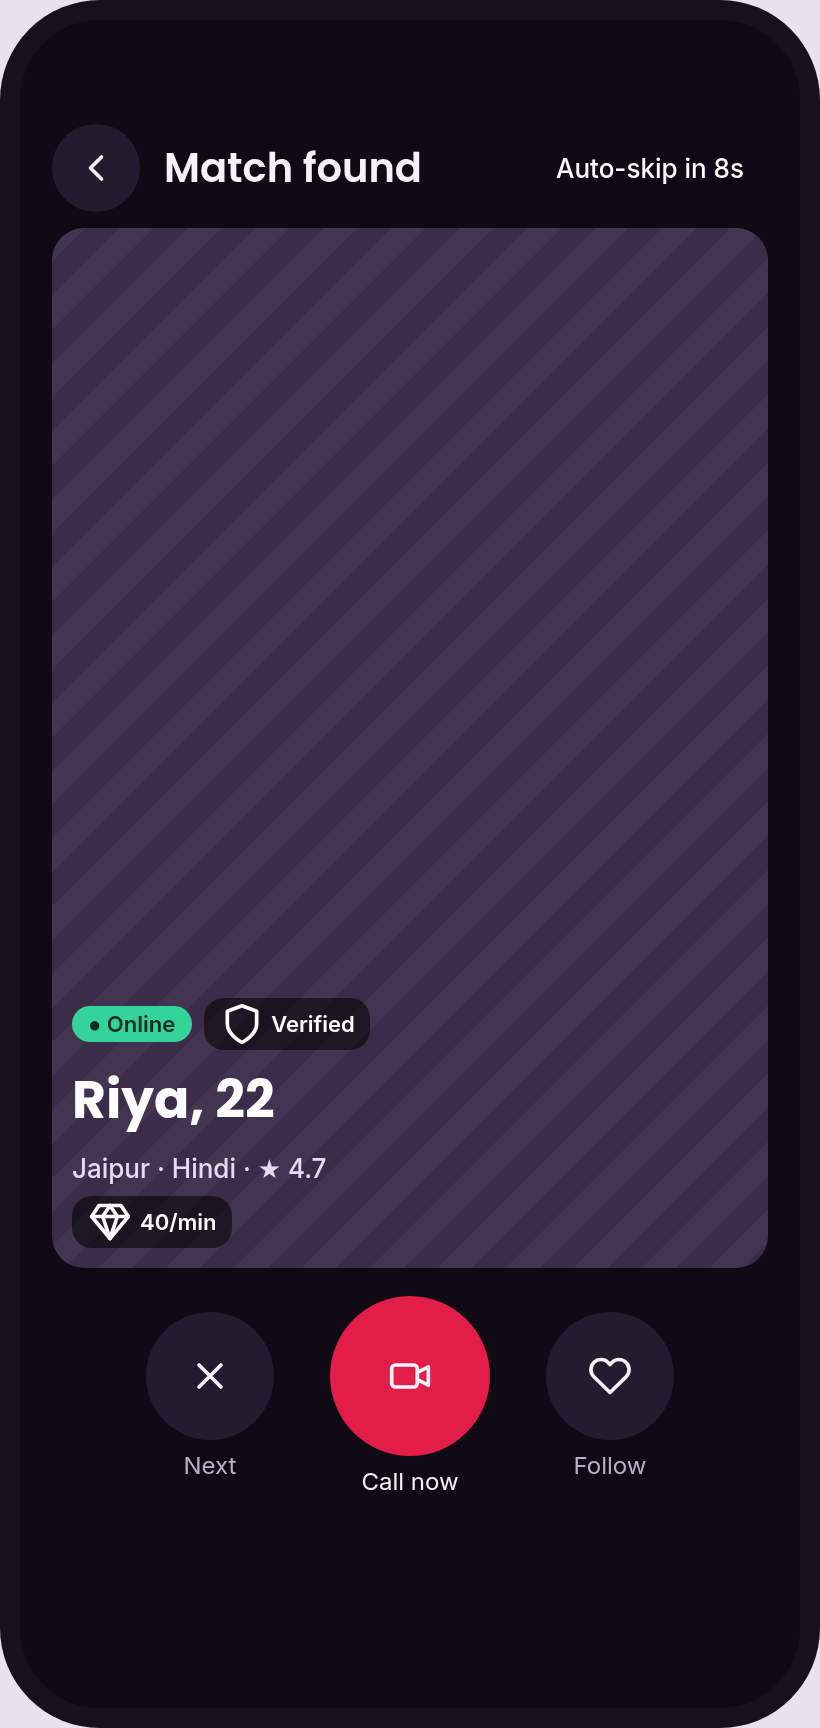 Match found
Auto-skip in 8s
● Online
Verified
Riya, 22
Jaipur · Hindi · ★ 4.7
40/min
Next
Call now
Follow